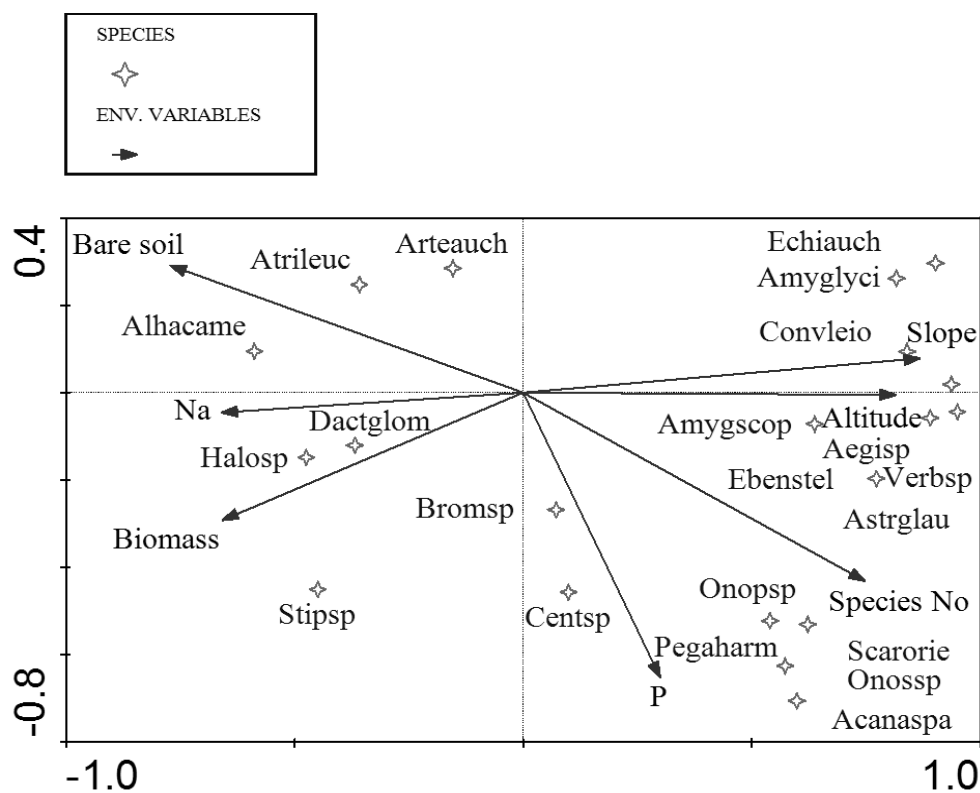 SPECIES
ENV. VARIABLES
0.4
Bare soil
Atrileuc
Arteauch
Echiauch
Amyglyci
Alhacame
Convleio
Slope
Na
Dactglom
Amygscop
Altitude
Halosp
Aegisp
Ebenstel
Verbsp
Bromsp
Astrglau
Biomass
Stipsp
Centsp
Onopsp
Species No
Pegaharm
Scarorie
P
Onossp
Acanaspa
-0.8
-1.0
1.0